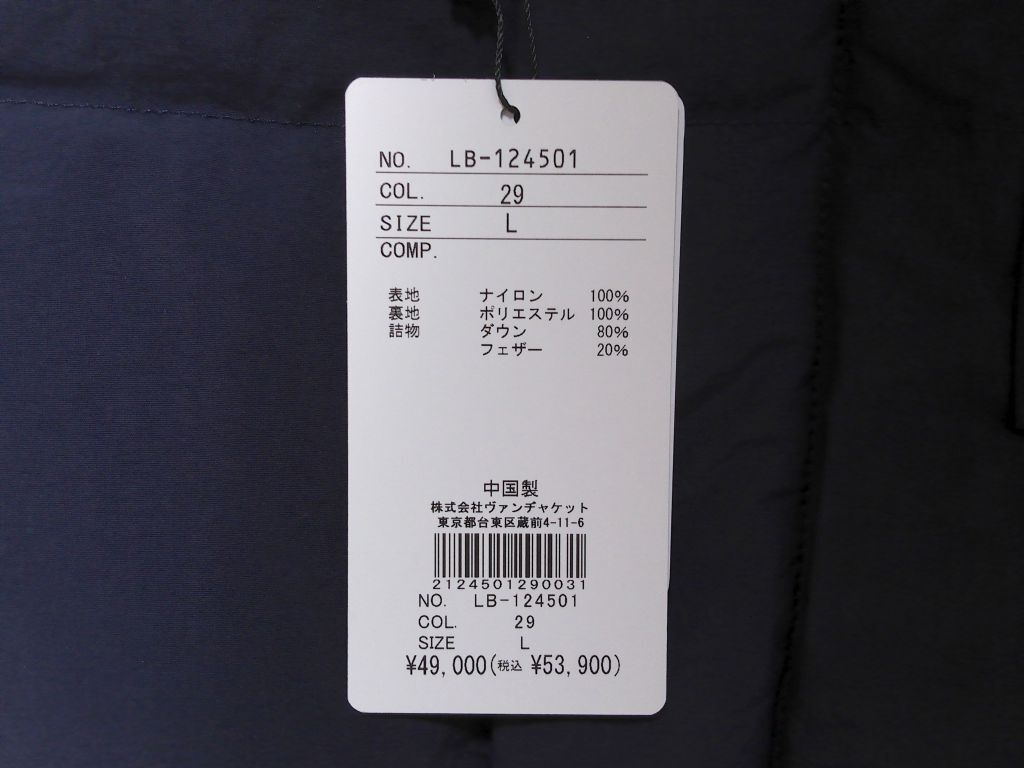 NO. LB-124501
COL. 29
SIZE L
COMP.
表地 ナイロン 100%
裏地 ポリエステル 100%
詰物 ダウン 80%
フェザー 20%
中国製
株式会社ヴァンヂャケット
東京都台東区蔵前4-11-6
2124501290031
NO. LB-124501
COL. 29
SIZE L
¥49,000(税込 ¥53,900)